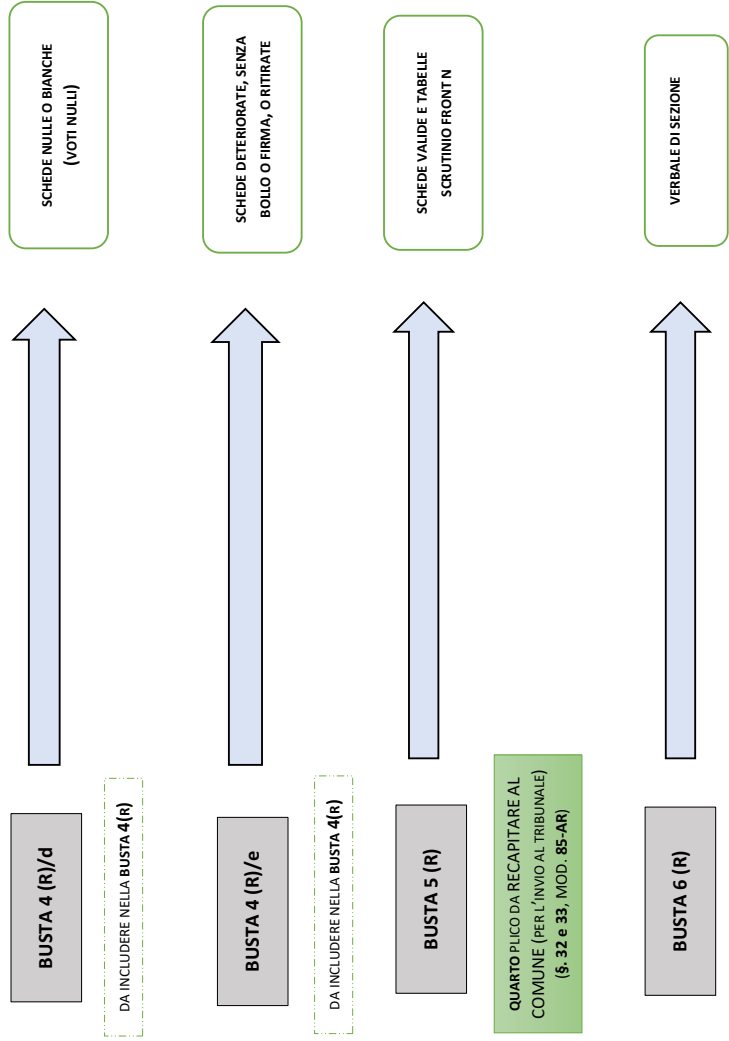 BUSTA 4 (R)/d
DA INCLUDERE NELLA BUSTA 4(R)
SCHEDE NULLE O BIANCHE
(VOTI NULLI)
BUSTA 4 (R)/e
DA INCLUDERE NELLA BUSTA 4(R)
SCHEDE DETERIORATE, SENZA
BOLLO O FIRMA, O RITIRATE
BUSTA 5 (R)
QUARTO PLICO DA RECAPITARE AL
COMUNE (PER L'INVIO AL TRIBUNALE)
(§. 32 e 33, MOD. 85-AR)
SCHEDE VALIDE E TABELLE
SCRUTINIO FRONT N
BUSTA 6 (R)
VERBALE DI SEZIONE